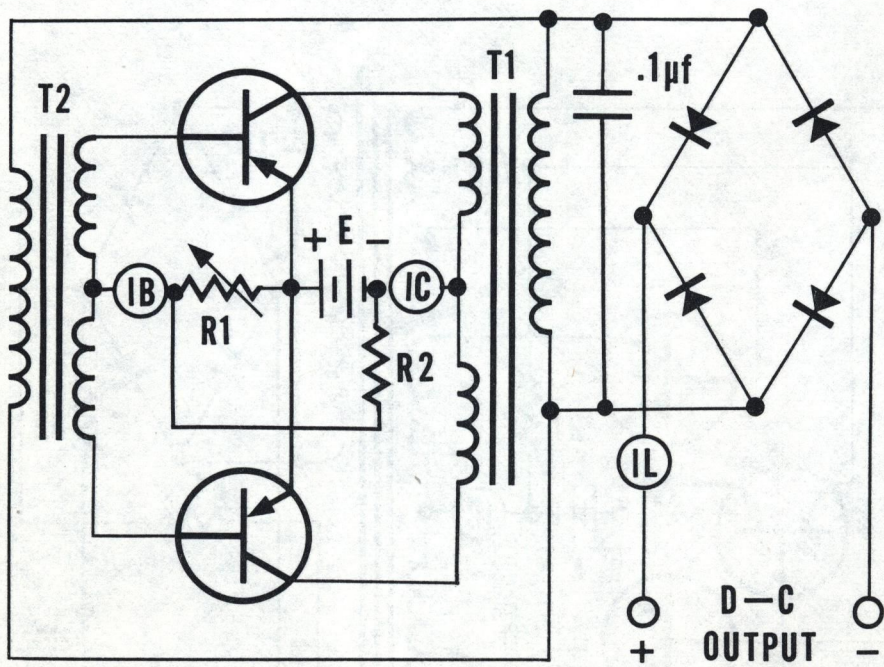 T2
T1
.1µf
+ E −
IB
IC
R1
R2
IL
D–C
OUTPUT
+
−